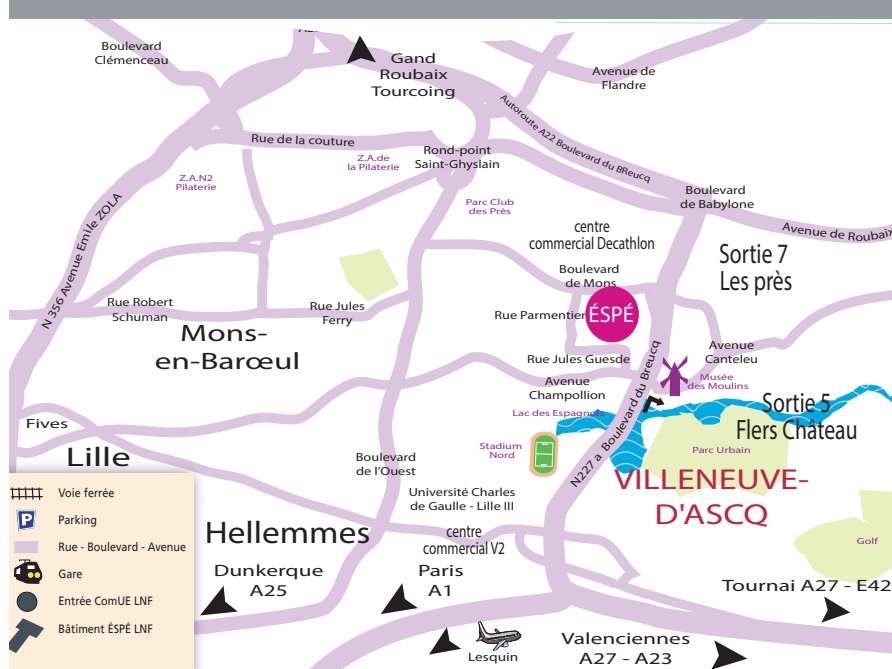 Boulevard
Clémenceau
Gand
Roubaix
Tourcoing
Avenue de
Flandre
Autoroute A22 Boulevard du BReucq
Rue de la couture
Z.A.de
la Pilaterie
Rond-point
Saint-Ghyslain
Z.A.N2
Pilaterie
Parc Club
des Près
Boulevard
de Babylone
Avenue de Roubaix
N 356 Avenue Emile ZOLA
centre
commercial Decathlon
Sortie 7
Les près
Boulevard
de Mons
Rue Robert
Schuman
Rue Jules
Ferry
Rue Parmentier
ÉSPÉ
Mons-
en-Barœul
Rue Jules Guesde
Avenue
Canteleu
Avenue
Champollion
Musée
des Moulins
N227 a Boulevard du Breucq
Lac des Espagnols
Sortie 5
Flers Château
Fives
Lille
Stadium
Nord
Parc Urbain
Boulevard
de l'Ouest
VILLENEUVE-
D'ASCQ
Université Charles
de Gaulle - Lille III
Hellemmes
centre
commercial V2
Golf
Dunkerque
A25
Paris
A1
Tournai A27 - E42
Lesquin
Valenciennes
A27 - A23
Voie ferrée
P
Parking
Rue - Boulevard - Avenue
Gare
Entrée ComUE LNF
Bâtiment ÉSPÉ LNF